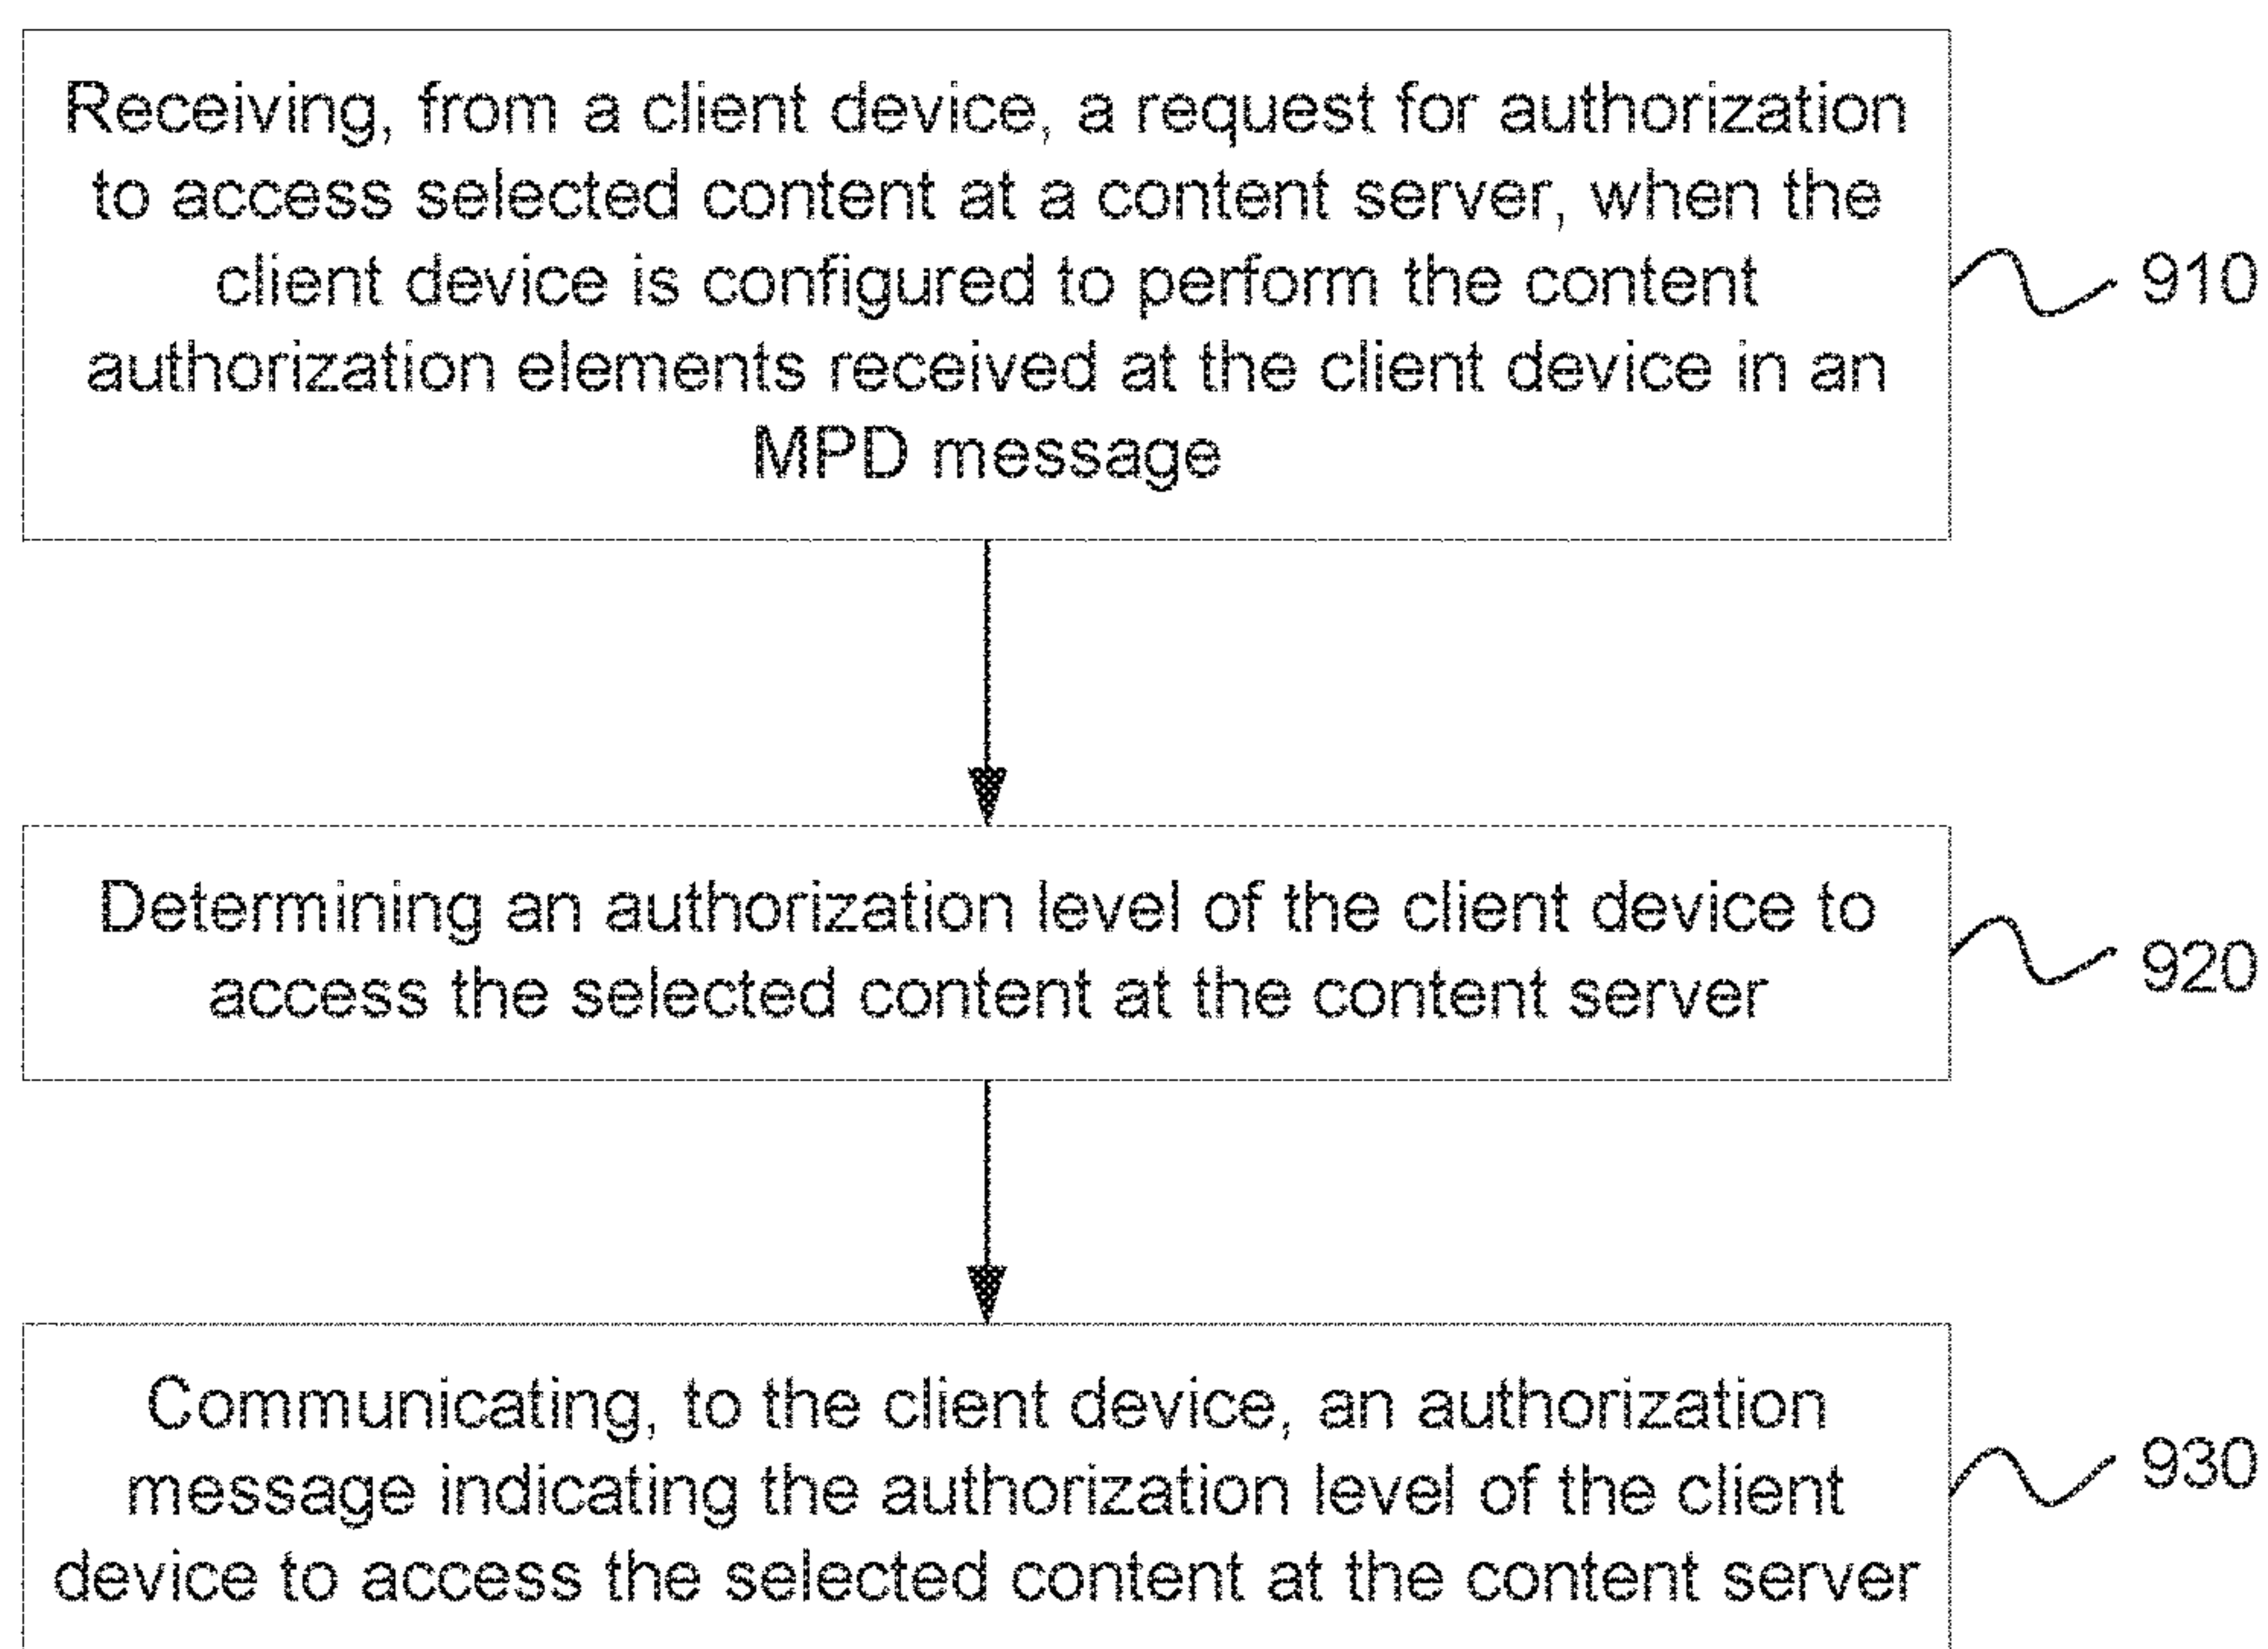 Receiving, from a client device, a request for authorization
to access selected content at a content server, when the
client device is configured to perform the content
authorization elements received at the client device in an
MPD message
910
Determining an authorization level of the client device to
access the selected content at the content server
920
Communicating, to the client device, an authorization
message indicating the authorization level of the client
device to access the selected content at the content server
930